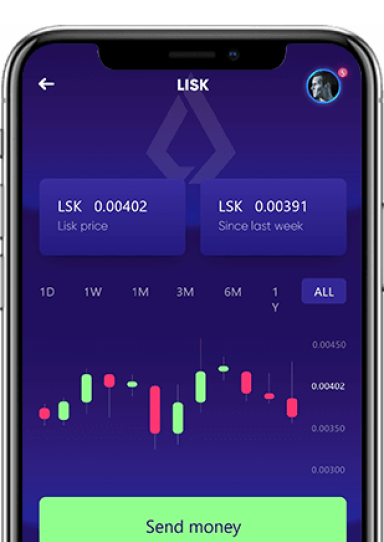 LISK
5
LSK 0.00402
Lisk price
LSK 0.00391
Since last week
1D 1W 1M 3M 6M 1 Y ALL
0.00450
0.00402
0.00350
0.00300
Send money